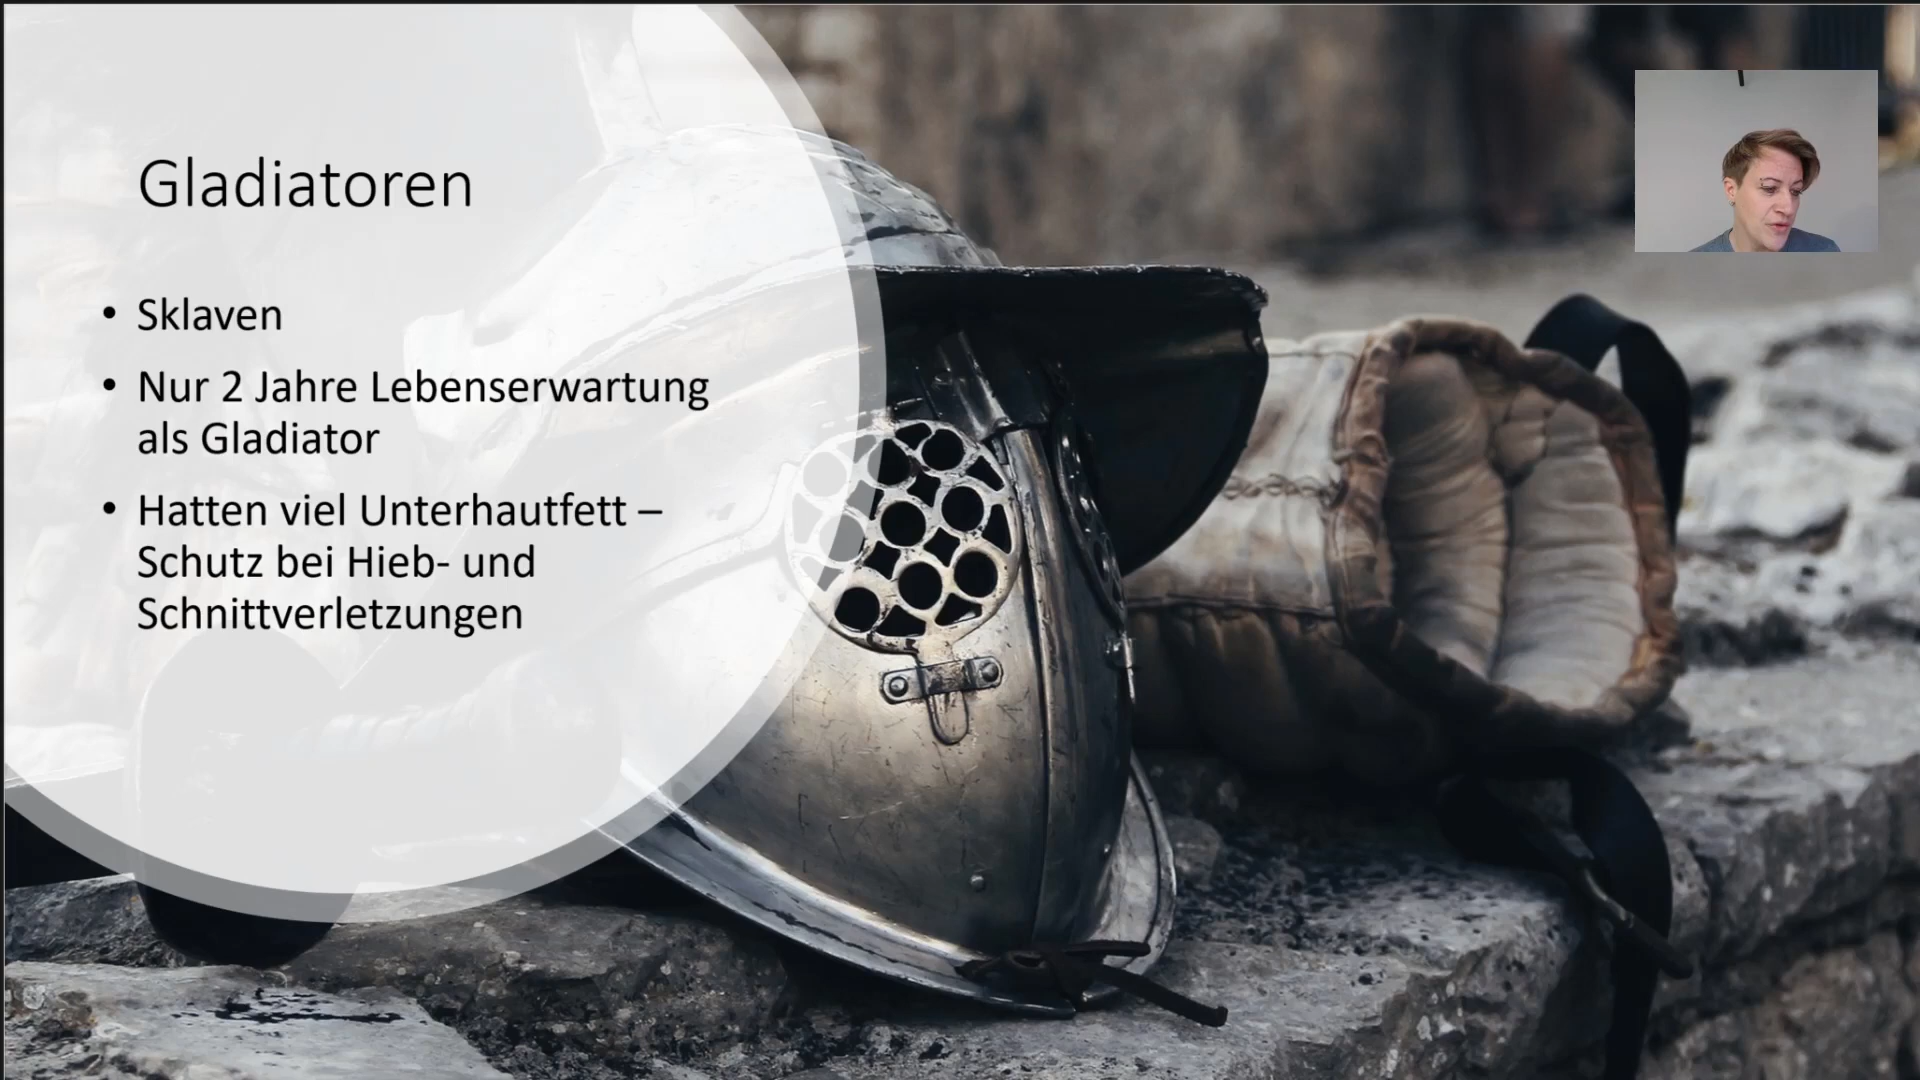 Gladiatoren
• Sklaven
• Nur 2 Jahre Lebenserwartung
als Gladiator
• Hatten viel Unterhautfett –
Schutz bei Hieb- und
Schnittverletzungen